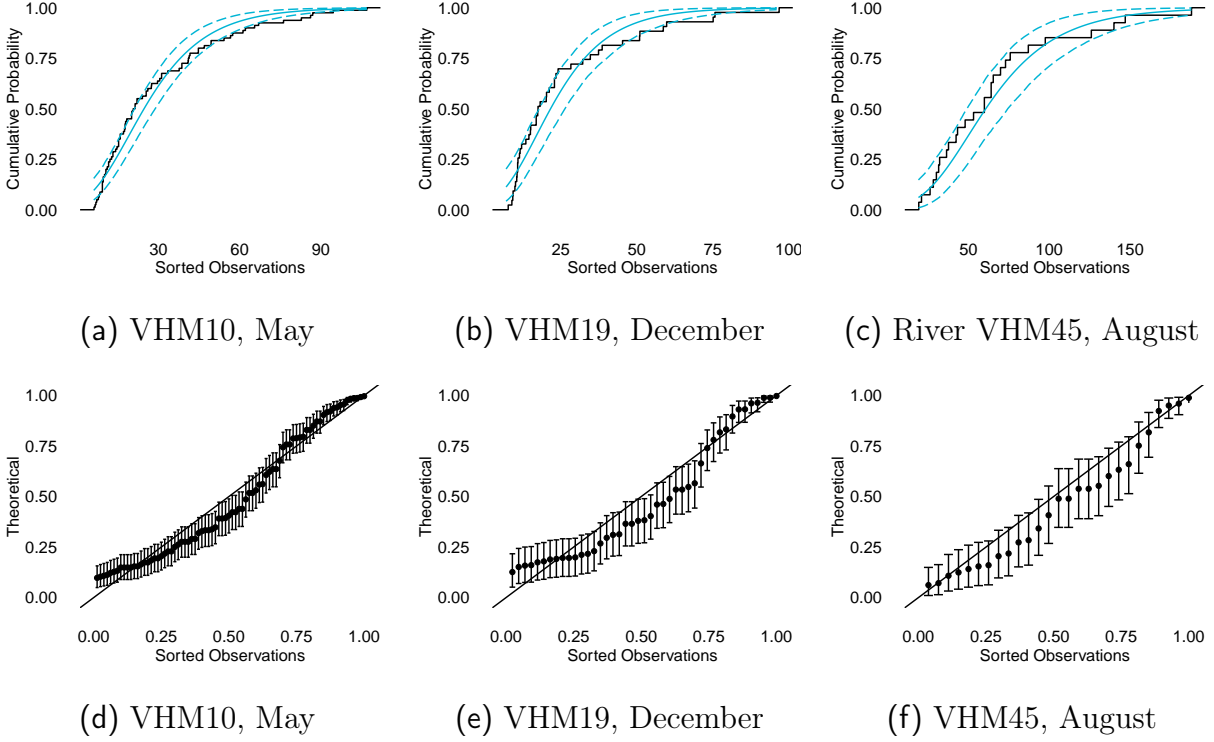 Cumulative Probability
1.00
0.75
0.50
0.25
0.00
30 60 90
Sorted Observations
(a) VHM10, May
Cumulative Probability
1.00
0.75
0.50
0.25
0.00
25 50 75 100
Sorted Observations
(b) VHM19, December
Cumulative Probability
1.00
0.75
0.50
0.25
0.00
50 100 150
Sorted Observations
(c) River VHM45, August
Theoretical
1.00
0.75
0.50
0.25
0.00
0.00 0.25 0.50 0.75 1.00
Sorted Observations
(d) VHM10, May
Theoretical
1.00
0.75
0.50
0.25
0.00
0.00 0.25 0.50 0.75 1.00
Sorted Observations
(e) VHM19, December
Theoretical
1.00
0.75
0.50
0.25
0.00
0.00 0.25 0.50 0.75 1.00
Sorted Observations
(f) VHM45, August